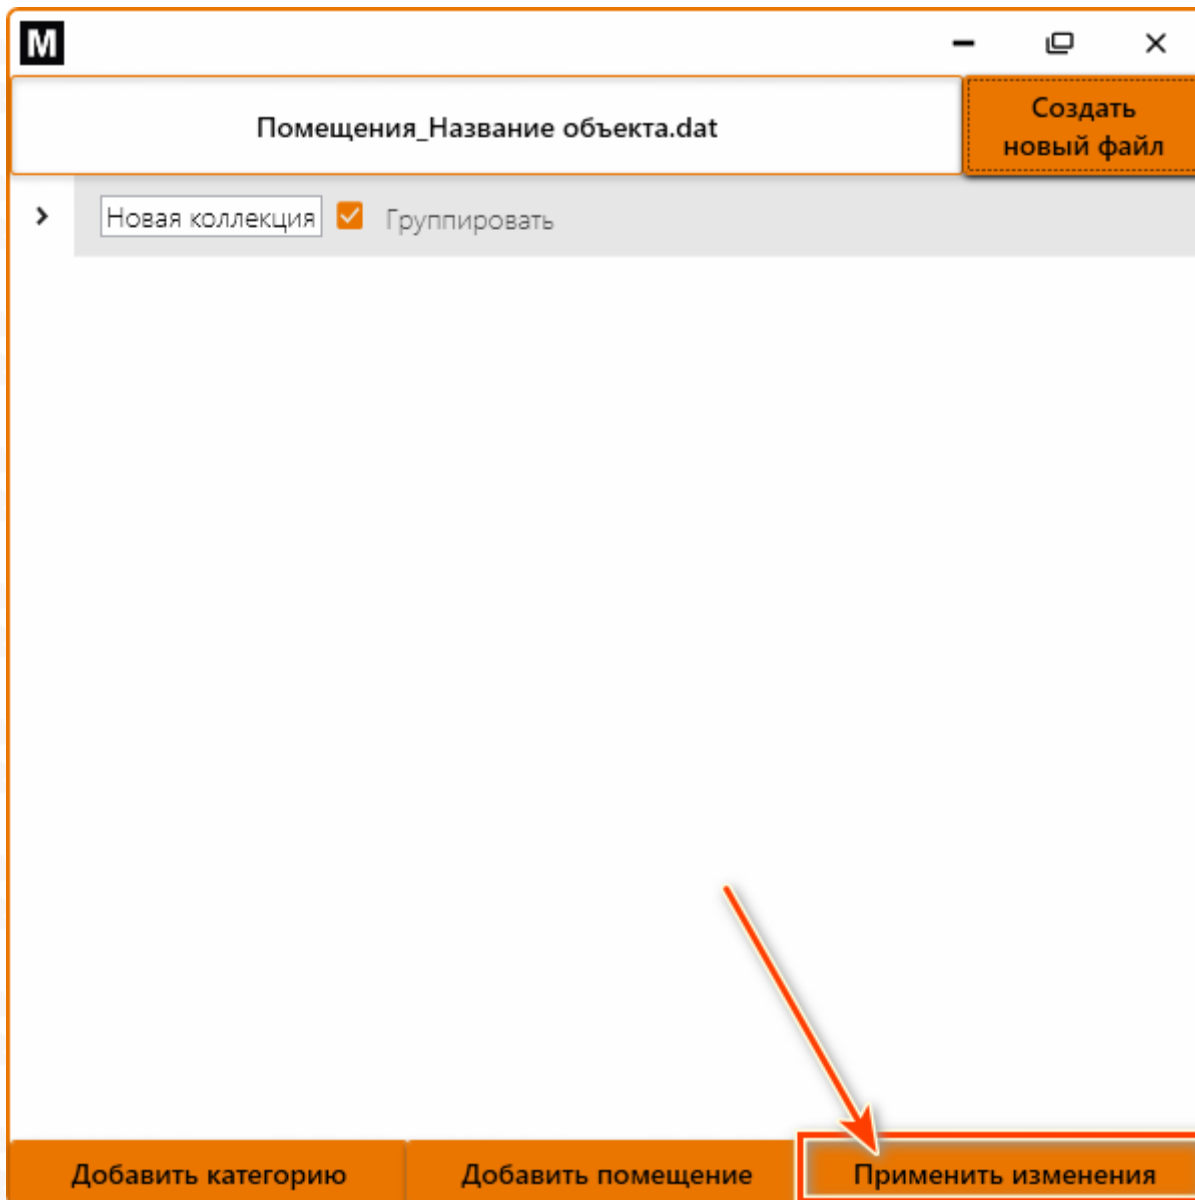 M
Помещения_Название объекта.dat
Создать
новый файл
Новая коллекция Группировать
Добавить категорию Добавить помещение Применить изменения